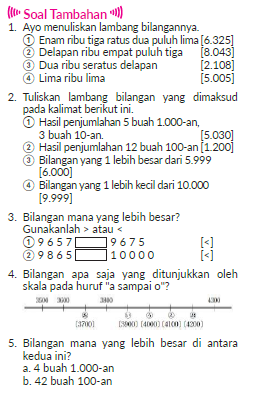 Soal Tambahan
1. Ayo menuliskan lambang bilangannya.
① Enam ribu tiga ratus dua puluh lima [6.325]
② Delapan ribu empat puluh tiga [8.043]
③ Dua ribu seratus delapan [2.108]
④ Lima ribu lima [5.005]
2. Tuliskan lambang bilangan yang dimaksud
pada kalimat berikut ini.
① Hasil penjumlahan 5 buah 1.000-an,
3 buah 10-an. [5.030]
② Hasil penjumlahan 12 buah 100-an [1.200]
③ Bilangan yang 1 lebih besar dari 5.999
[6.000]
④ Bilangan yang 1 lebih kecil dari 10.000
[9.999]
3. Bilangan mana yang lebih besar?
Gunakanlah > atau <
① 9 6 5 7 9 6 7 5 [<]
② 9 8 6 5 1 0 0 0 0 [<]
4. Bilangan apa saja yang ditunjukkan oleh
skala pada huruf "a sampai o"?
3500 3600 3800 4300
[3700] [3900] [4000] [4100] [4200]
5. Bilangan mana yang lebih besar di antara
kedua ini?
a. 4 buah 1.000-an
b. 42 buah 100-an